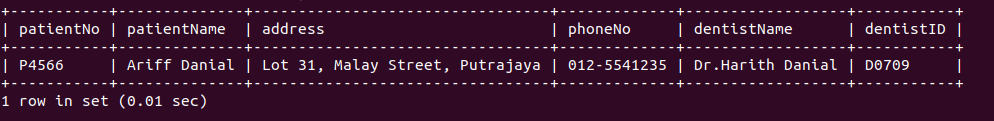 +-----------+--------------+----------------------------------+-------------+------------------+-----------+
| patientNo | patientName  | address                          | phoneNo     | dentistName      | dentistID |
+-----------+--------------+----------------------------------+-------------+------------------+-----------+
| P4566     | Ariff Danial | Lot 31, Malay Street, Putrajaya | 012-5541235 | Dr.Harith Danial | D0709     |
+-----------+--------------+----------------------------------+-------------+------------------+-----------+
1 row in set (0.01 sec)